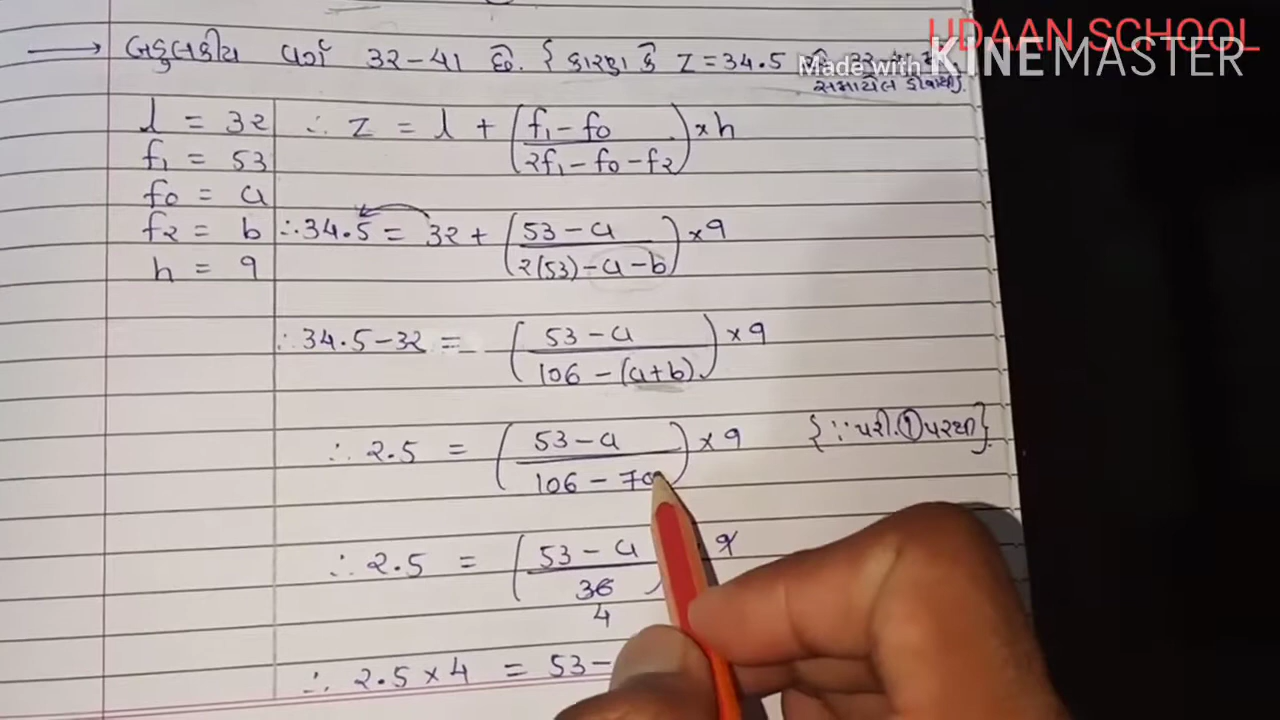 UDAAN SCHOOL
Made with KINEMASTER
→ બહુલકીય વર્ગ 32-41 છે. { કારણ કે Z = 34.5
સમાયેલ હોવાથી}
l = 32 ∴ Z = l + (f₁ - f₀ / 2f₁ - f₀ - f₂) × h
f₁ = 53
f₀ = a
f₂ = b ∴ 34.5 = 32 + (53 - a / 2(53) - a - b) × 9
h = 9
∴ 34.5 - 32 = (53 - a / 106 - (a + b)) × 9
∴ 2.5 = (53 - a / 106 - 70) × 9 {∵ પરી. ① પરથી}
∴ 2.5 = (53 - a / 36) 9
4
∴ 2.5 × 4 = 53 -